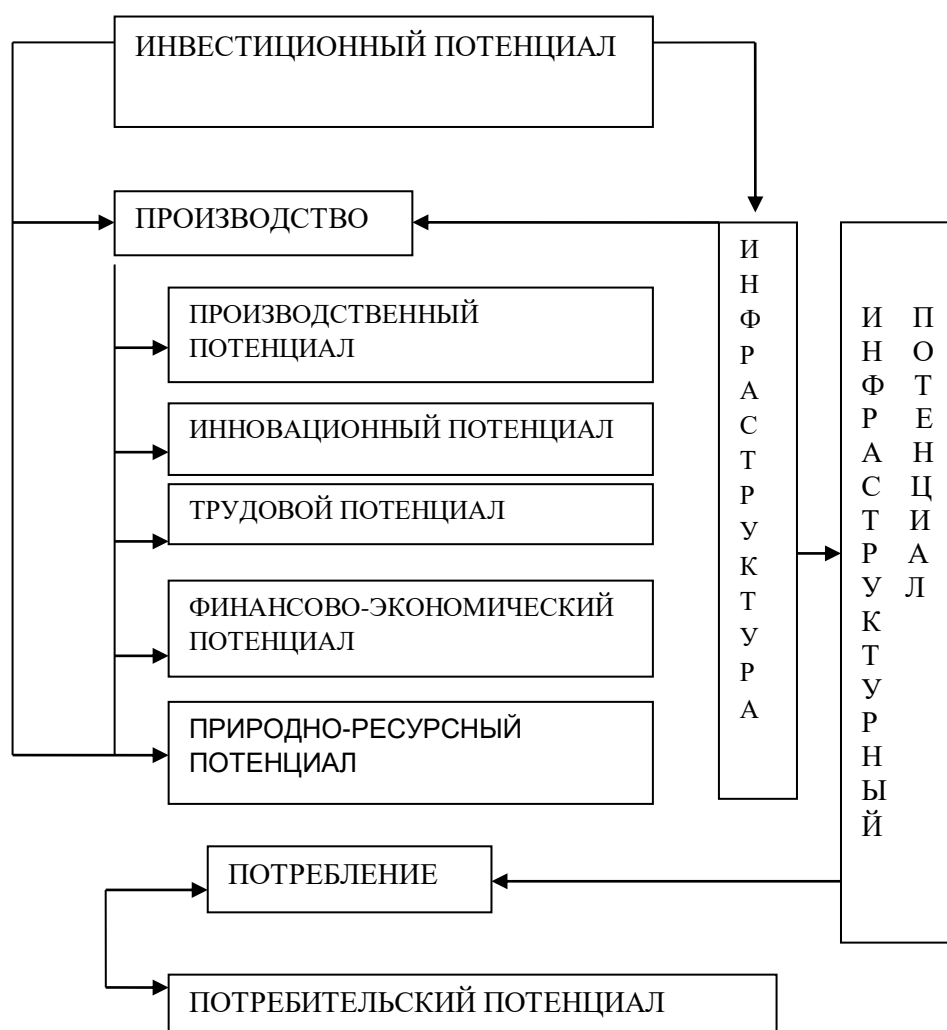 ИНВЕСТИЦИОННЫЙ ПОТЕНЦИАЛ
ПРОИЗВОДСТВО
ПРОИЗВОДСТВЕННЫЙ
ПОТЕНЦИАЛ
ИННОВАЦИОННЫЙ ПОТЕНЦИАЛ
ТРУДОВОЙ ПОТЕНЦИАЛ
ФИНАНСОВО-ЭКОНОМИЧЕСКИЙ
ПОТЕНЦИАЛ
ПРИРОДНО-РЕСУРСНЫЙ
ПОТЕНЦИАЛ
ИНФРАСТРУКТУРА
ИНФРАСТРУКТУРНЫЙ
ПОТЕНЦИАЛ
ПОТРЕБЛЕНИЕ
ПОТРЕБИТЕЛЬСКИЙ ПОТЕНЦИАЛ